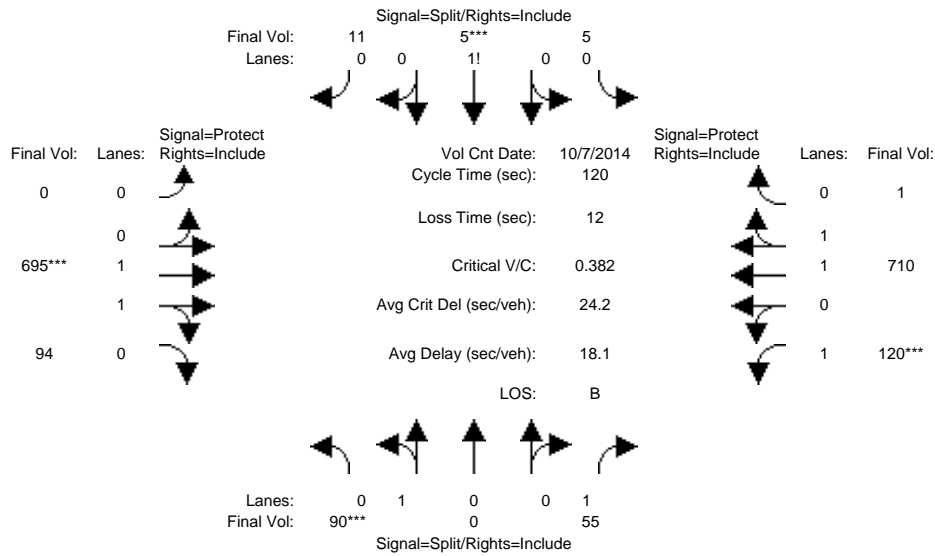 Signal=Split/Rights=Include
Final Vol: 11 5*** 5
Lanes: 0 0 1! 0 0
Signal=Protect Signal=Protect
Final Vol: Lanes: Rights=Include Vol Cnt Date: 10/7/2014 Rights=Include Lanes: Final Vol:
Cycle Time (sec): 120
0 0 0 1
Loss Time (sec): 12
0 1
695*** 1 Critical V/C: 0.382 1 710
1 Avg Crit Del (sec/veh): 24.2 0
94 0 Avg Delay (sec/veh): 18.1 1 120***
LOS: B
Lanes: 0 1 0 0 1
Final Vol: 90*** 0 55
Signal=Split/Rights=Include